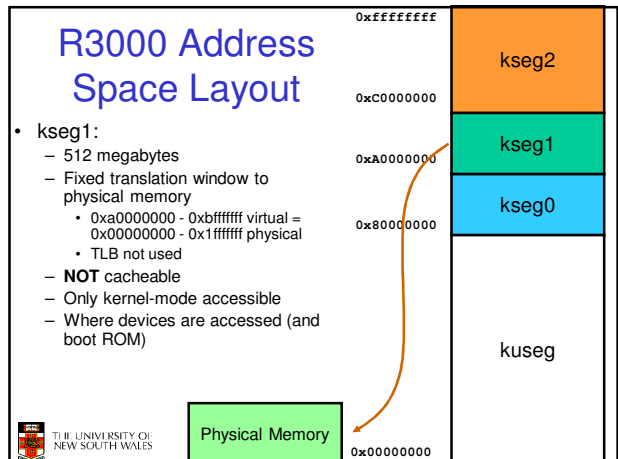 R3000 Address
Space Layout
• kseg1:
– 512 megabytes
– Fixed translation window to
physical memory
• 0xa0000000 - 0xbfffffff virtual =
0x00000000 - 0x1fffffff physical
• TLB not used
– NOT cacheable
– Only kernel-mode accessible
– Where devices are accessed (and
boot ROM)
THE UNIVERSITY OF
NEW SOUTH WALES
Physical Memory
0xffffffff
0xC0000000
0xA0000000
0x80000000
0x00000000
kseg2
kseg1
kseg0
kuseg